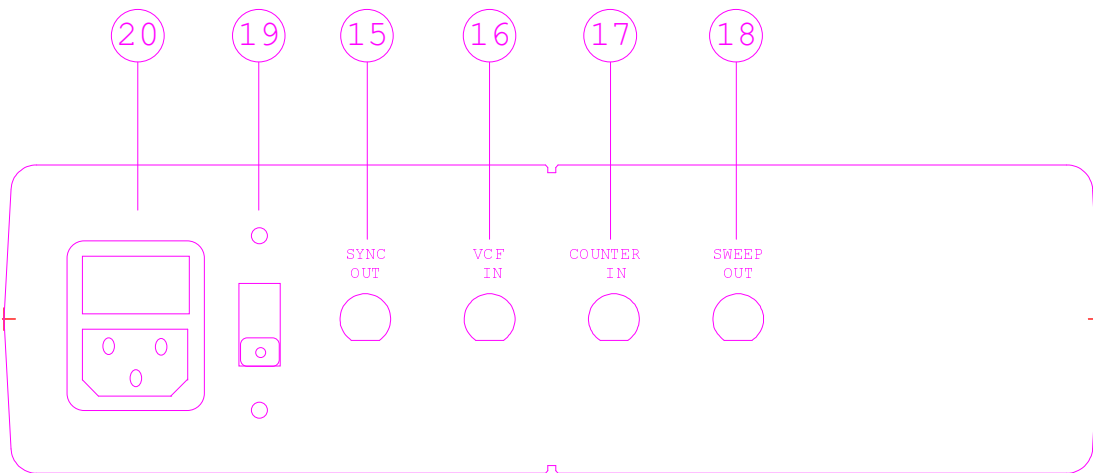 20 19 15 16 17 18
SYNC OUT
VCF IN
COUNTER IN
SWEEP OUT